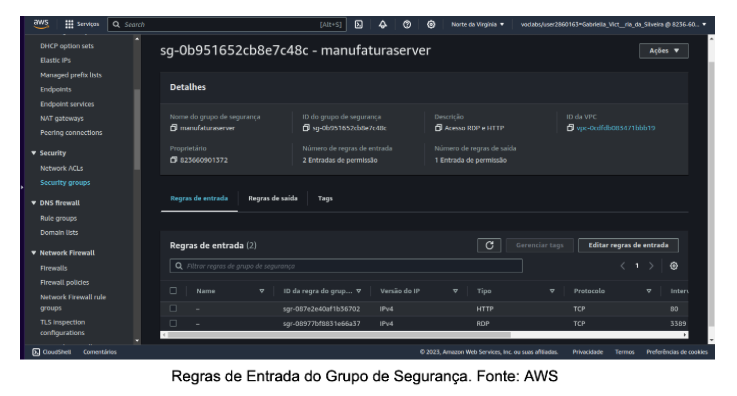 aws
Serviços
Search
[Alt+S]
Norte da Virgínia
voclabs/user2860163=Gabriella_Vict__ria_da_Silveira @ 8236-60...
DHCP option sets
Elastic IPs
Managed prefix lists
Endpoints
Endpoint services
NAT gateways
Peering connections
Security
Network ACLs
Security groups
DNS firewall
Rule groups
Domain lists
Network Firewall
Firewalls
Firewall policies
Network Firewall rule
groups
TLS inspection
configurations
sg-0b951652cb8e7c48c - manufaturaserver
Ações
Detalhes
Nome do grupo de segurança
manufaturaserver
ID do grupo de segurança
sg-0b951652cb8e7c48c
Descrição
Acesso RDP e HTTP
ID da VPC
vpc-0cdfdb083471bbb19
Proprietário
823660901372
Número de regras de entrada
2 Entradas de permissão
Número de regras de saída
1 Entrada de permissão
Regras de entrada
Regras de saída
Tags
Regras de entrada (2)
Gerenciar tags
Editar regras de entrada
Filtrar regras de grupo de segurança
1
Name
ID da regra do grup...
Versão do IP
Tipo
Protocolo
Interv
– sgr-087e2e40af1b36702 IPv4 HTTP TCP 80
– sgr-08977bf8831e66a37 IPv4 RDP TCP 3389
CloudShell
Comentários
© 2023, Amazon Web Services, Inc. ou suas afiliadas.
Privacidade
Termos
Preferências de cookies
Regras de Entrada do Grupo de Segurança. Fonte: AWS